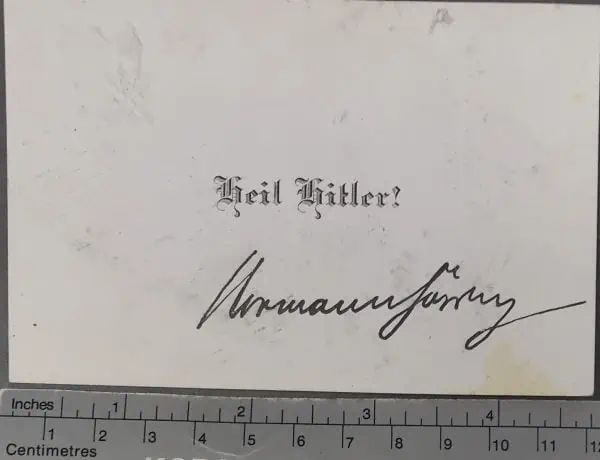 Heil Hitler!
Hermann Göring
Inches 1 2 3 4
1 2 3 4 5 6 7 8 9 10 11
Centimetres